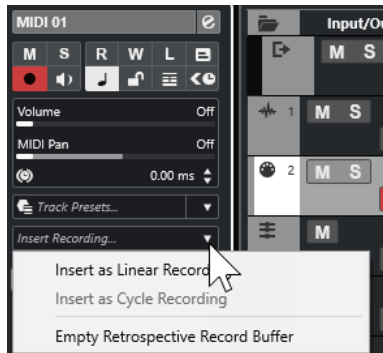 MIDI 01
e
Input/Ou
M S R W L
M S
Volume Off
1 M S
MIDI Pan Off
0.00 ms
2 M S
Track Presets...
Insert Recording...
M
Insert as Linear Record
Insert as Cycle Recording
Empty Retrospective Record Buffer